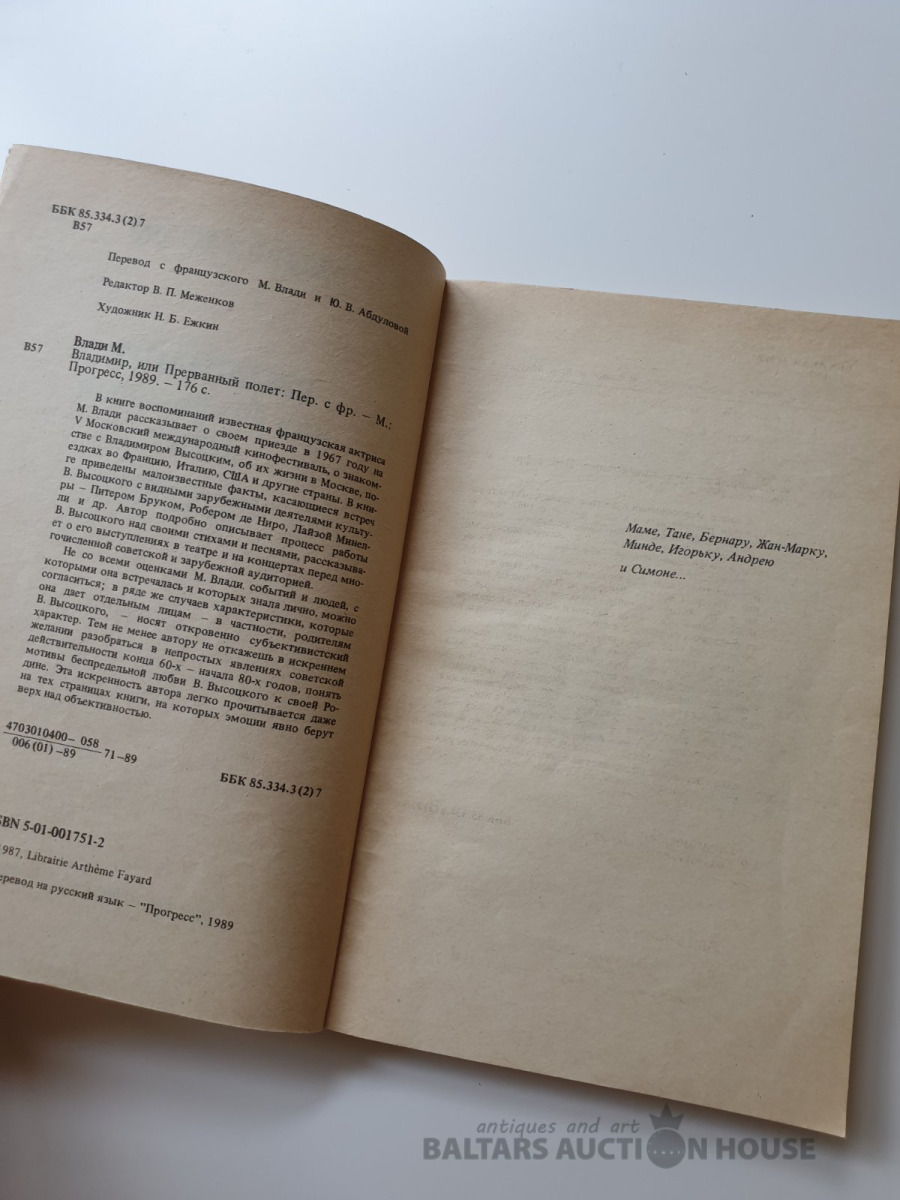 ББК 85.334.3(2)7
В57
Перевод с французского М. Влади и Ю. В. Абдуловой
Редактор В. П. Меженков
Художник Н. Б. Ежкин
Влади М.
В57 Владимир, или Прерванный полет: Пер. с фр. – М.:
Прогресс, 1989. – 176 с.
В книге воспоминаний известная французская актриса
М. Влади рассказывает о своем приезде в 1967 году на
V Московский международный кинофестиваль, о знаком-
стве с Владимиром Высоцким, об их жизни в Москве, по-
ездках во Францию, Италию, США и другие страны. В кни-
ге приведены малоизвестные факты, касающиеся встреч
В. Высоцкого с видными зарубежными деятелями культу-
ры – Питером Бруком, Робером де Ниро, Лайзой Минел-
ли и др. Автор подробно описывает процесс работы
В. Высоцкого над своими стихами и песнями, рассказыва-
ет о его выступлениях в театре и на концертах перед мно-
гочисленной советской и зарубежной аудиторией.
Не со всеми оценками М. Влади событий и людей, с
которыми она встречалась и которых знала лично, можно
согласиться; в ряде же случаев характеристики, которые
она дает отдельным лицам – в частности, родителям
В. Высоцкого, – носят откровенно субъективистский
характер. Тем не менее автору не откажешь в искреннем
желании разобраться в непростых явлениях советской
действительности конца 60-х – начала 80-х годов, понять
мотивы беспредельной любви В. Высоцкого к своей Ро-
дине. Эта искренность автора легко прочитывается даже
на тех страницах книги, на которых эмоции явно берут
верх над объективностью.
4703010400– 058
006(01)–89 71–89
ББК 85.334.3(2)7
SBN 5-01-001751-2
1987, Librairie Arthème Fayard
еревод на русский язык – "Прогресс", 1989
Маме, Тане, Бернару, Жан-Марку,
Минде, Игорьку, Андрею
и Симоне...
antiques and art
BALTARS AUCTION HOUSE